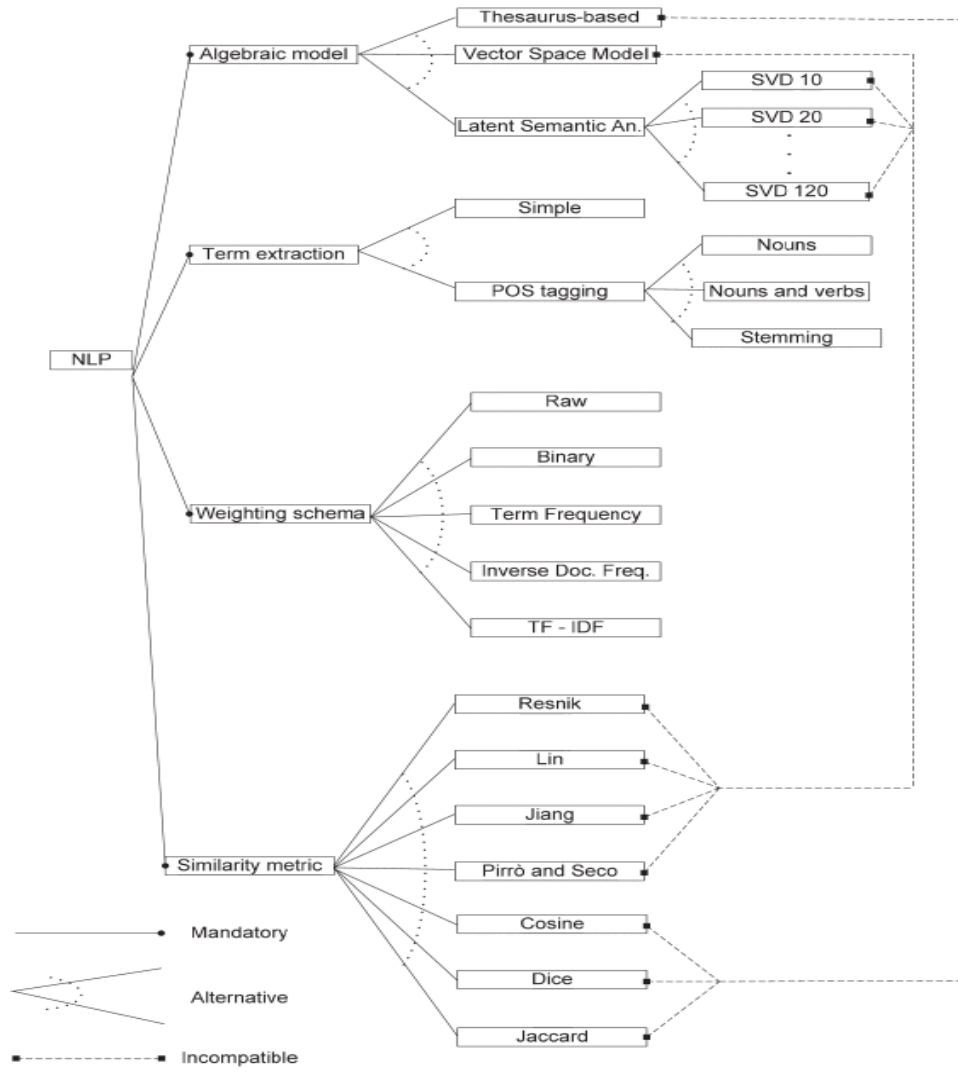 Thesaurus-based
Algebraic model
Vector Space Model
SVD 10
SVD 20
Latent Semantic An.
SVD 120
Simple
Term extraction
Nouns
POS tagging
Nouns and verbs
Stemming
NLP
Raw
Binary
Weighting schema
Term Frequency
Inverse Doc. Freq.
TF - IDF
Resnik
Lin
Jiang
Similarity metric
Pirrò and Seco
Cosine
Dice
Jaccard
Mandatory
Alternative
Incompatible